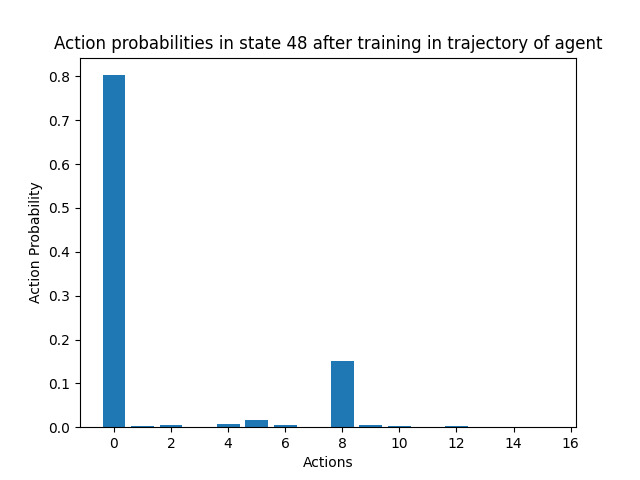 Action probabilities in state 48 after training in trajectory of agent
0.8
0.7
0.6
0.5
0.4
0.3
0.2
0.1
0.0
Action Probability
0 2 4 6 8 10 12 14 16
Actions